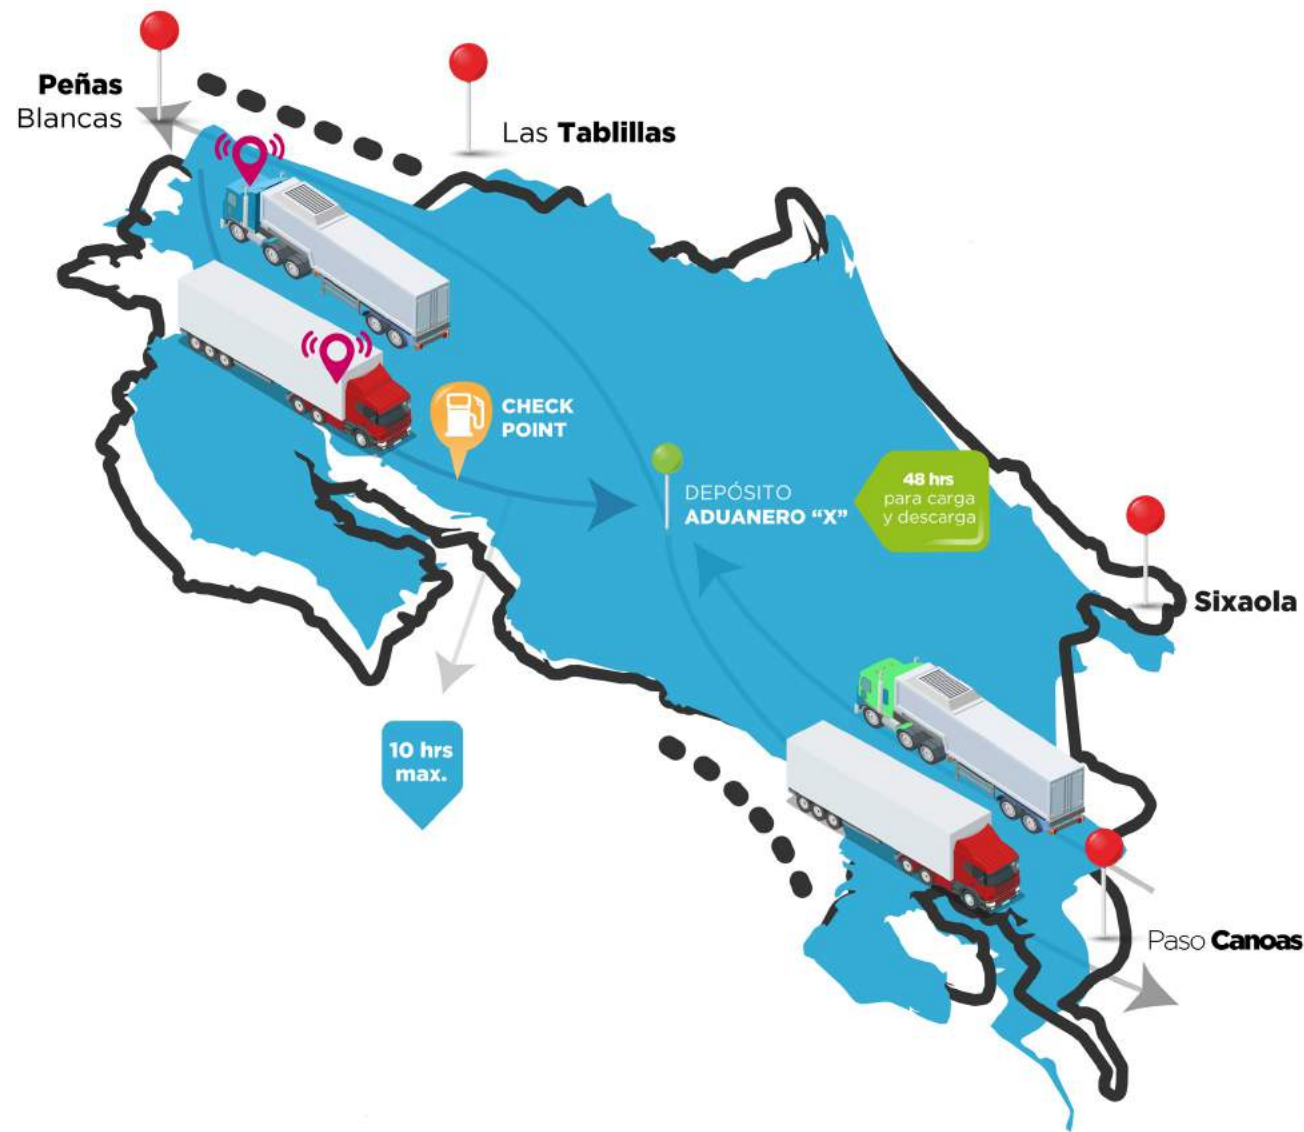 Peñas
Blancas
Las Tablillas
CHECK
POINT
DEPÓSITO
ADUANERO “X”
48 hrs
para carga
y descarga
Sixaola
10 hrs
max.
Paso Canoas